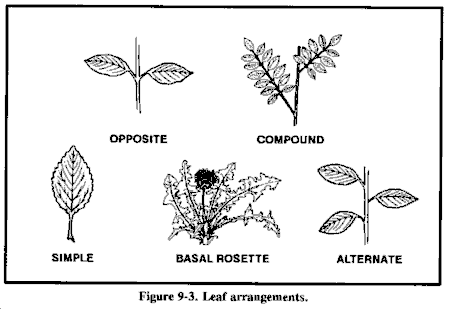 OPPOSITE
COMPOUND
SIMPLE
BASAL ROSETTE
ALTERNATE
Figure 9-3. Leaf arrangements.